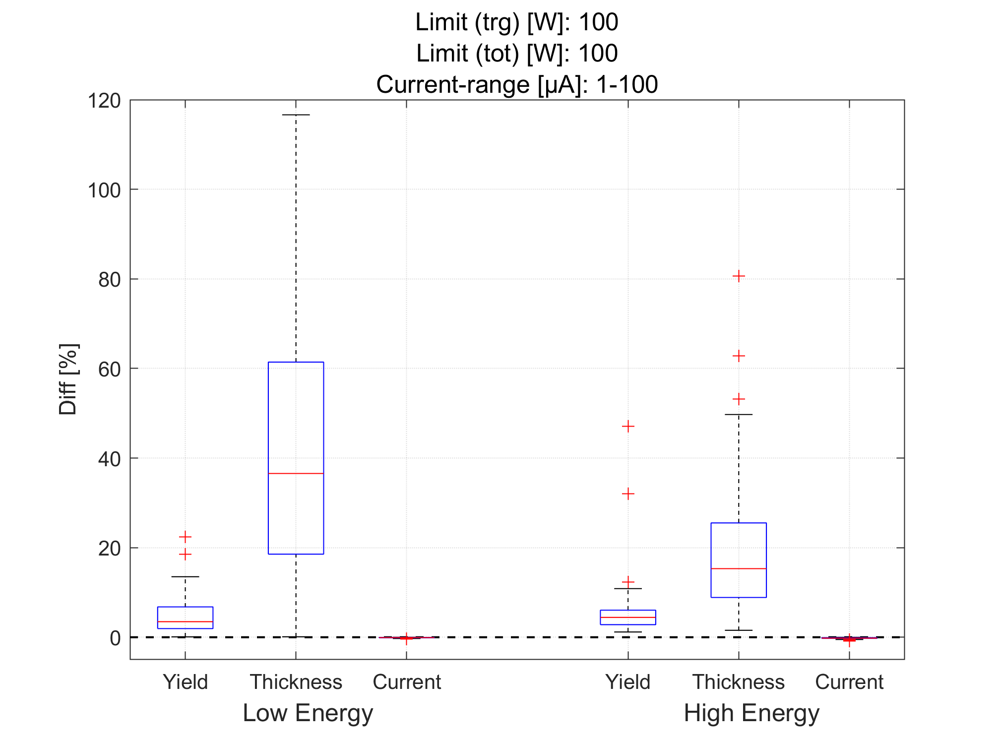 Limit (trg) [W]: 100
Limit (tot) [W]: 100
Current-range [µA]: 1-100
120
100
80
60
40
20
0
Diff [%]
Yield Thickness Current Yield Thickness Current
Low Energy High Energy